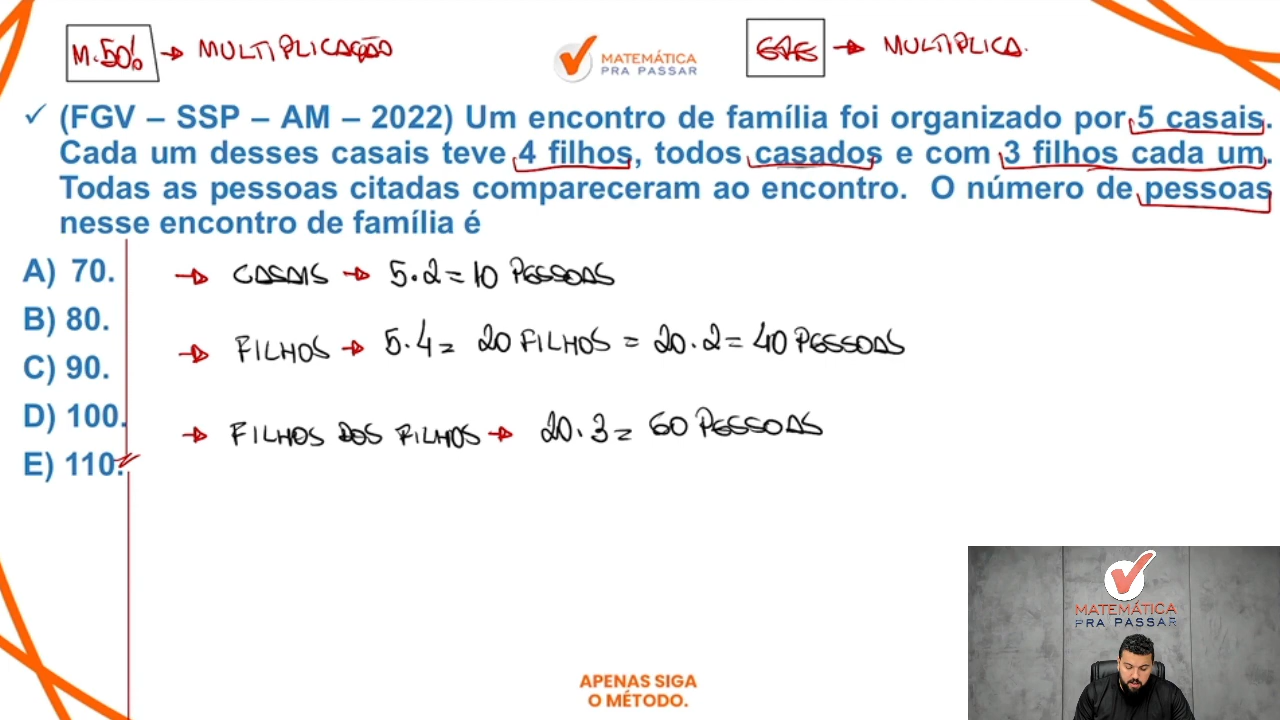 M.50% → MULTIPLICAÇÃO
MATEMÁTICA
PRA PASSAR
→ MULTIPLICA.
✓ (FGV – SSP – AM – 2022) Um encontro de família foi organizado por 5 casais.
Cada um desses casais teve 4 filhos, todos casados e com 3 filhos cada um.
Todas as pessoas citadas compareceram ao encontro. O número de pessoas
nesse encontro de família é
A) 70.
B) 80.
C) 90.
D) 100.
E) 110.
→ CASAIS → 5.2 = 10 PESSOAS
→ FILHOS → 5.4 = 20 FILHOS = 20.2 = 40 PESSOAS
→ FILHOS DOS FILHOS → 20.3 = 60 PESSOAS
MATEMÁTICA
PRA PASSAR
APENAS SIGA
O MÉTODO.